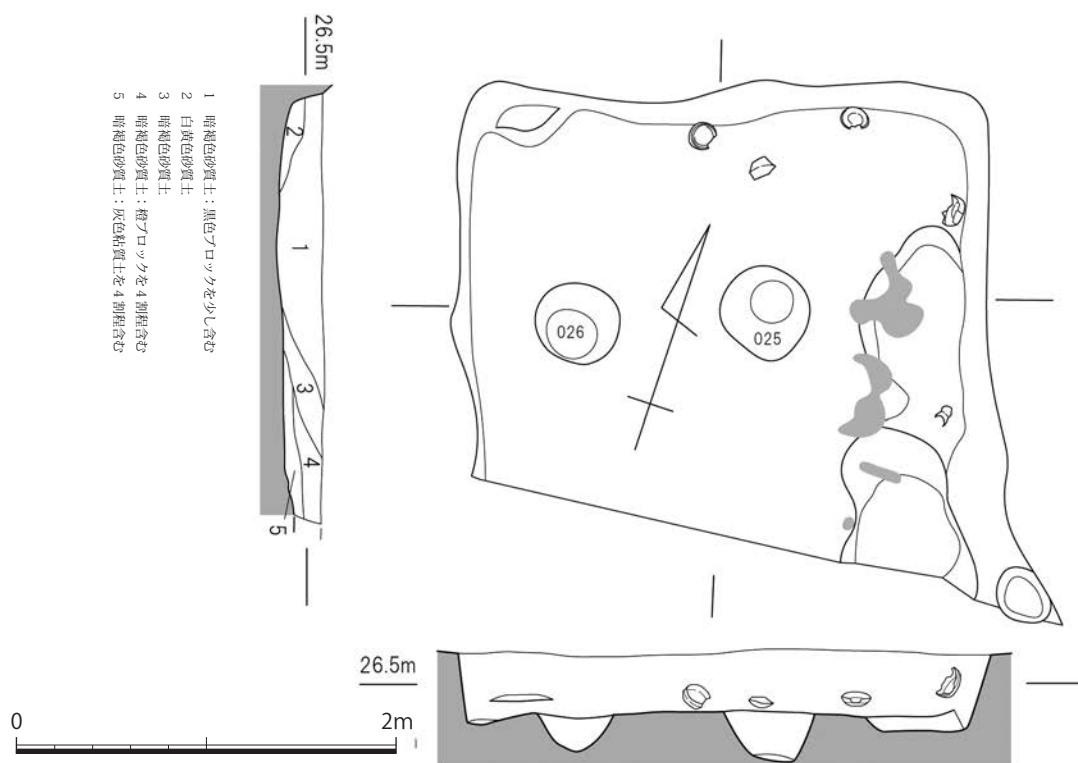 26.5m
1 暗褐色砂質土：黒色ブロックを少し含む
2 白黄色砂質土
3 暗褐色砂質土
4 暗褐色砂質土：橙ブロックを4割程含む
5 暗褐色砂質土：灰色粘質土を4割程含む
2
1
3
4
5
026
025
26.5m
0
2m